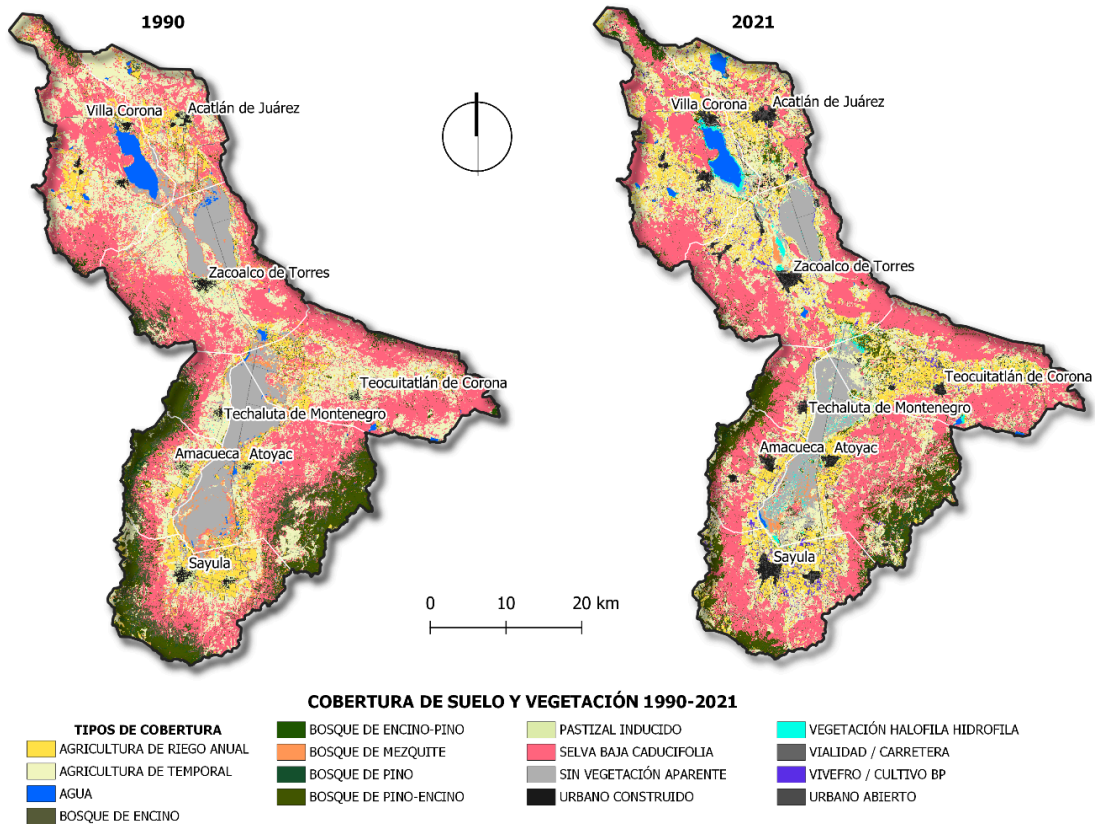 1990
2021
Villa Corona
Acatlán de Juárez
Zacoalco de Torres
Teocuitatlán de Corona
Techaluta de Montenegro
Amacueca
Atoyac
Sayula
Villa Corona
Acatlán de Juárez
Zacoalco de Torres
Teocuitatlán de Corona
Techaluta de Montenegro
Amacueca
Atoyac
Sayula
0 10 20 km
COBERTURA DE SUELO Y VEGETACIÓN 1990-2021
TIPOS DE COBERTURA
AGRICULTURA DE RIEGO ANUAL
AGRICULTURA DE TEMPORAL
AGUA
BOSQUE DE ENCINO
BOSQUE DE ENCINO-PINO
BOSQUE DE MEZQUITE
BOSQUE DE PINO
BOSQUE DE PINO-ENCINO
PASTIZAL INDUCIDO
SELVA BAJA CADUCIFOLIA
SIN VEGETACIÓN APARENTE
URBANO CONSTRUIDO
VEGETACIÓN HALOFILA HIDROFILA
VIALIDAD / CARRETERA
VIVEFRO / CULTIVO BP
URBANO ABIERTO